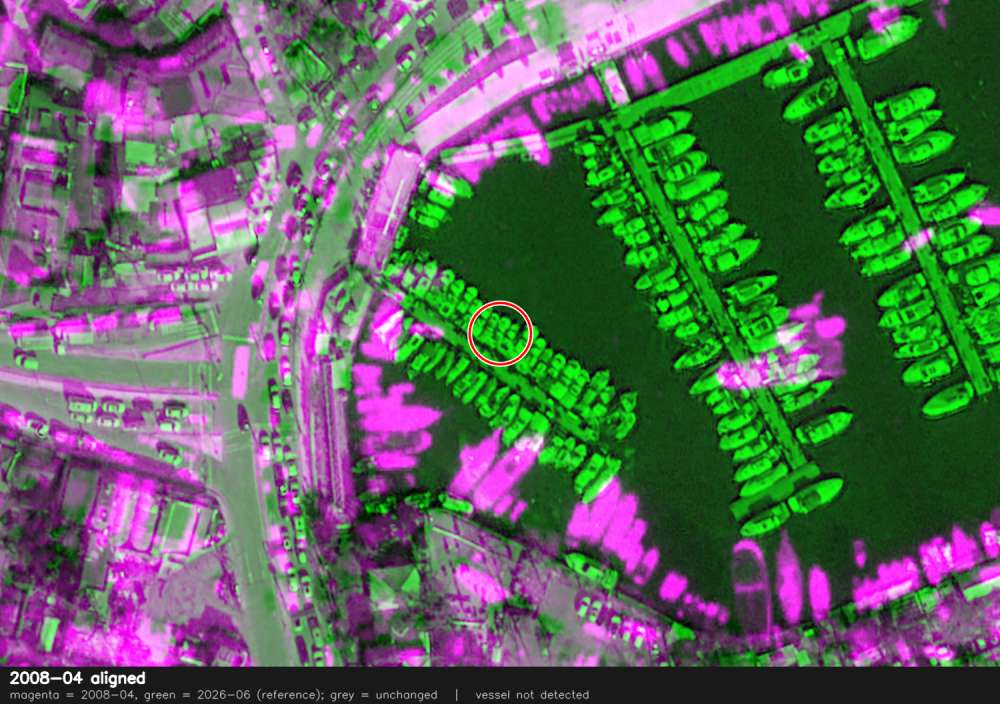 2008-04 aligned
magenta = 2008-04, green = 2026-06 (reference); grey = unchanged | vessel not detected